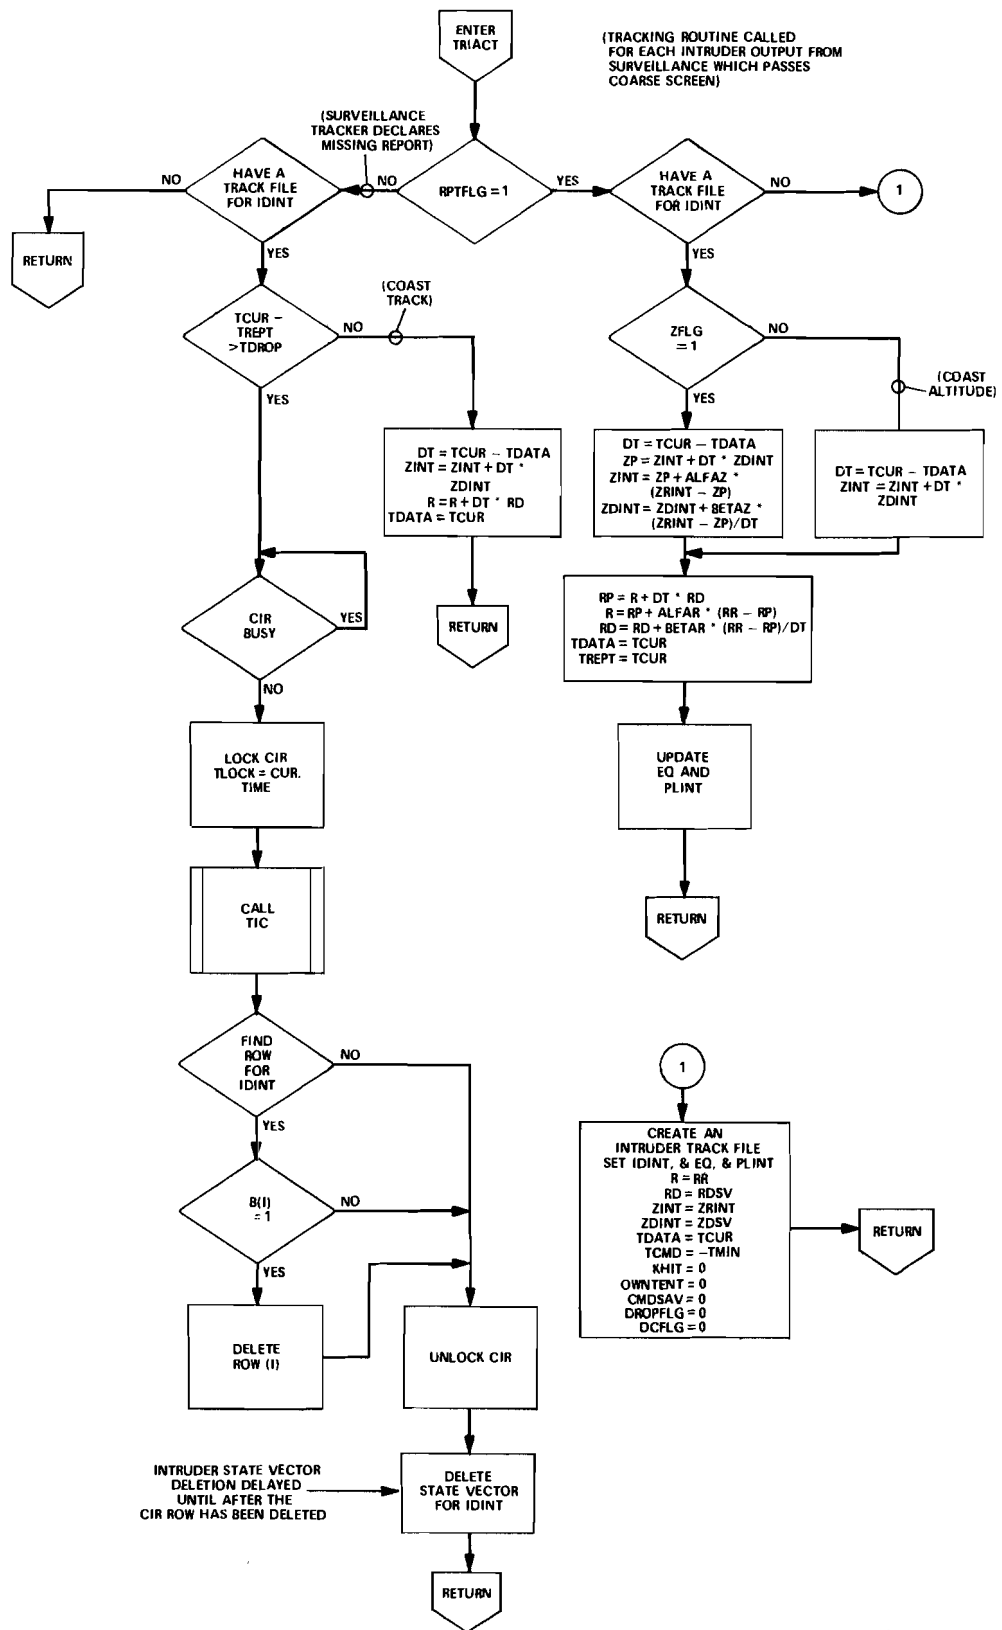 ENTER
TRIACT
(TRACKING ROUTINE CALLED
FOR EACH INTRUDER OUTPUT FROM
SURVEILLANCE WHICH PASSES
COARSE SCREEN)
(SURVEILLANCE
TRACKER DECLARES
MISSING REPORT)
RPTFLG = 1
NO
YES
HAVE A
TRACK FILE
FOR IDINT
NO
YES
RETURN
HAVE A
TRACK FILE
FOR IDINT
NO
YES
1
TCUR –
TREPT
>TDROP
NO
YES
(COAST
TRACK)
ZFLG
= 1
NO
YES
(COAST
ALTITUDE)
DT = TCUR – TDATA
ZINT = ZINT + DT *
ZDINT
R = R + DT * RD
TDATA = TCUR
RETURN
DT = TCUR – TDATA
ZP = ZINT + DT * ZDINT
ZINT = ZP + ALFAZ *
(ZRINT – ZP)
ZDINT = ZDINT + BETAZ *
(ZRINT – ZP)/DT
DT = TCUR – TDATA
ZINT = ZINT + DT *
ZDINT
RP = R + DT * RD
R = RP + ALFAR * (RR – RP)
RD = RD + BETAR * (RR – RP)/DT
TDATA = TCUR
TREPT = TCUR
UPDATE
EQ AND
PLINT
RETURN
CIR
BUSY
YES
NO
LOCK CIR
TLOCK = CUR.
TIME
CALL
TIC
FIND
ROW
FOR
IDINT
NO
YES
B(I)
= 1
NO
YES
DELETE
ROW (I)
UNLOCK CIR
INTRUDER STATE VECTOR
DELETION DELAYED
UNTIL AFTER THE
CIR ROW HAS BEEN DELETED
DELETE
STATE VECTOR
FOR IDINT
RETURN
1
CREATE AN
INTRUDER TRACK FILE
SET IDINT, & EQ, & PLINT
R = RR
RD = RDSV
ZINT = ZRINT
ZDINT = ZDSV
TDATA = TCUR
TCMD = –TMIN
KHIT = 0
OWNTENT = 0
CMDSAV = 0
DROPFLG = 0
DCFLG = 0
RETURN